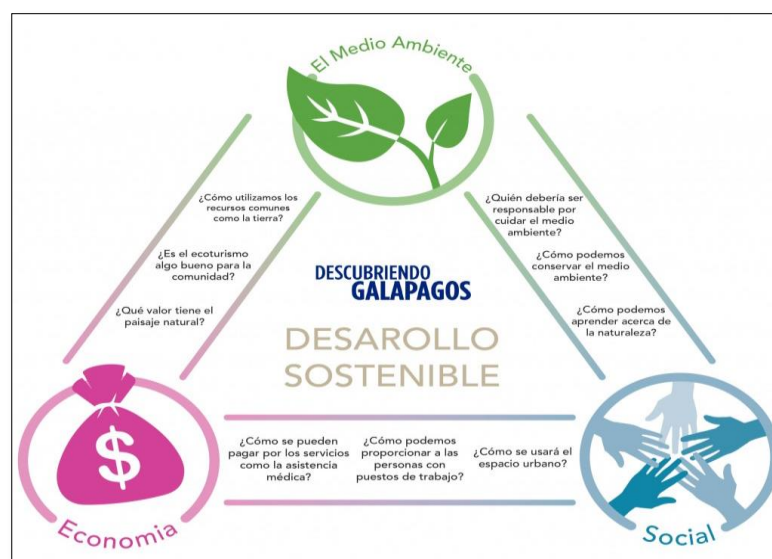 El Medio Ambiente
¿Cómo utilizamos los
recursos comunes
como la tierra?
¿Es el ecoturismo
algo bueno para la
comunidad?
¿Qué valor tiene el
paisaje natural?
¿Quién debería ser
responsable por
cuidar el medio
ambiente?
¿Cómo podemos
conservar el medio
ambiente?
¿Cómo podemos
aprender acerca de
la naturaleza?
DESCUBRIENDO
GALAPAGOS
DESAROLLO
SOSTENIBLE
$
Economia
¿Cómo se pueden
pagar por los servicios
como la asistencia
médica?
¿Cómo podemos
proporcionar a las
personas con
puestos de trabajo?
¿Cómo se usará el
espacio urbano?
Social